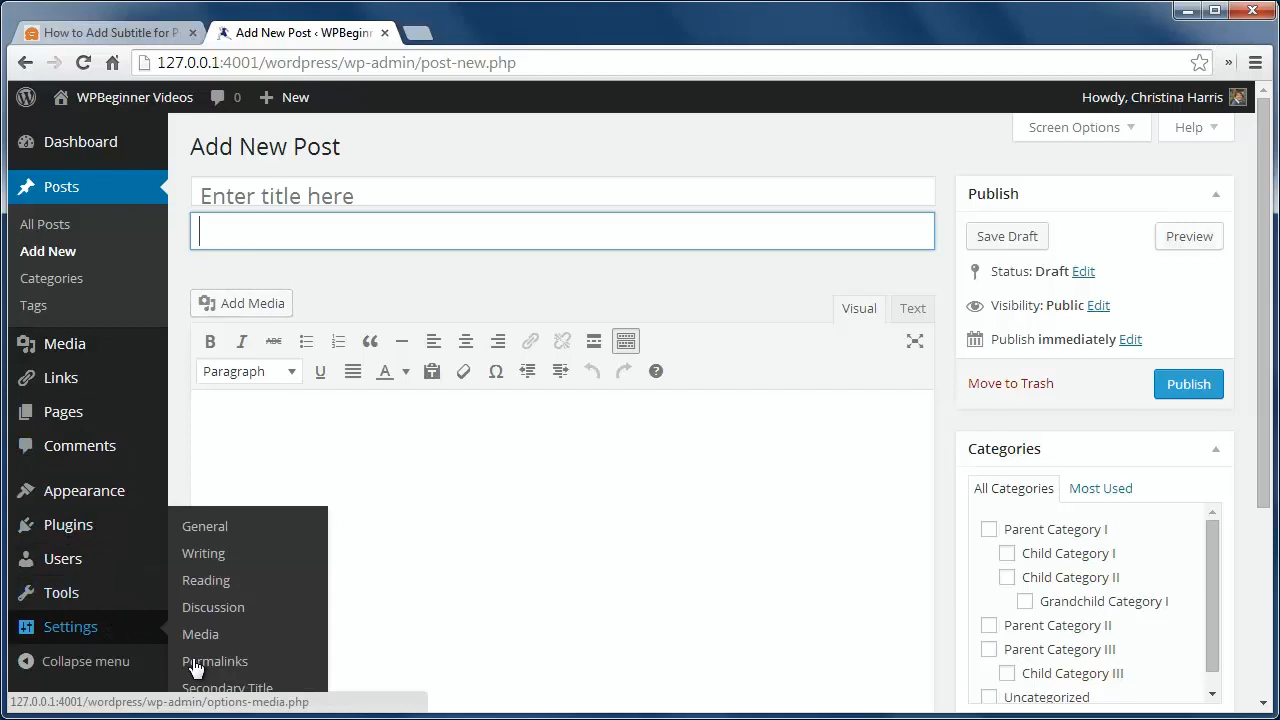 How to Add Subtitle for P
Add New Post ‹ WPBeginn
127.0.0.1:4001/wordpress/wp-admin/post-new.php
WPBeginner Videos
0
New
Howdy, Christina Harris
Dashboard
Posts
All Posts
Add New
Categories
Tags
Media
Links
Pages
Comments
Appearance
Plugins
Users
Tools
Settings
Collapse menu
General
Writing
Reading
Discussion
Media
Permalinks
Secondary Title
127.0.0.1:4001/wordpress/wp-admin/options-media.php
Screen Options
Help
Add New Post
Enter title here
Add Media
Visual
Text
Paragraph
Publish
Save Draft
Preview
Status: Draft Edit
Visibility: Public Edit
Publish immediately Edit
Move to Trash
Publish
Categories
All Categories
Most Used
Parent Category I
Child Category I
Child Category II
Grandchild Category I
Parent Category II
Parent Category III
Child Category III
Uncategorized